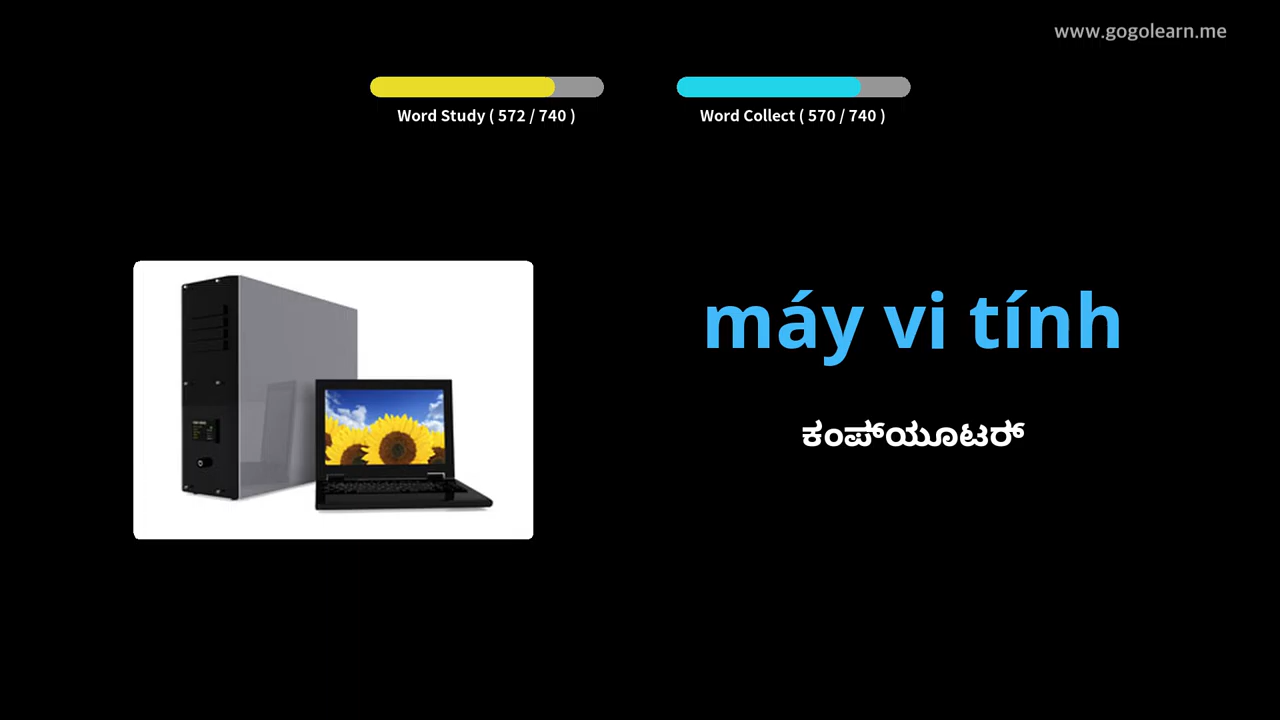 www.gogolearn.me
Word Study ( 572 / 740 )
Word Collect ( 570 / 740 )
máy vi tính
ಕಂಪ್‌ಯೂಟರ್